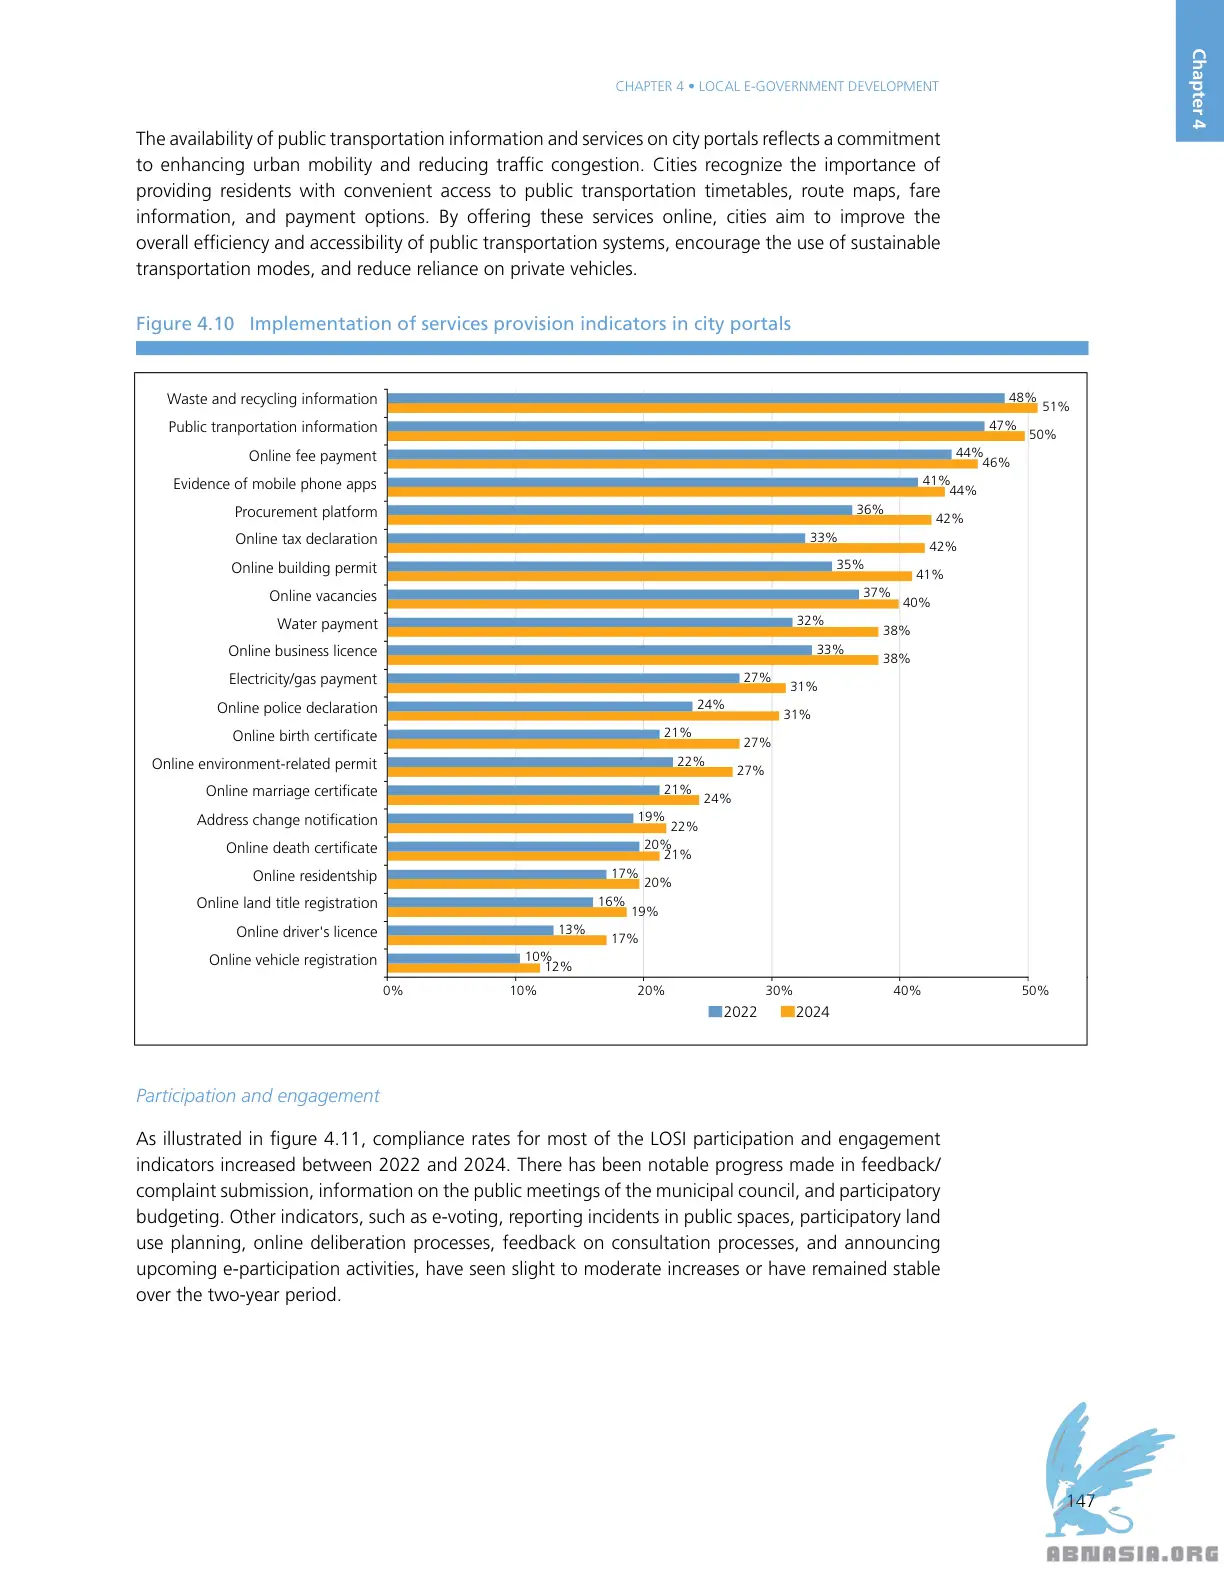 Chapter 4
CHAPTER 4 • LOCAL E-GOVERNMENT DEVELOPMENT
The availability of public transportation information and services on city portals reflects a commitment
to enhancing urban mobility and reducing traffic congestion. Cities recognize the importance of
providing residents with convenient access to public transportation timetables, route maps, fare
information, and payment options. By offering these services online, cities aim to improve the
overall efficiency and accessibility of public transportation systems, encourage the use of sustainable
transportation modes, and reduce reliance on private vehicles.
Figure 4.10 Implementation of services provision indicators in city portals
Waste and recycling information 48% 51%
Public tranportation information 47% 50%
Online fee payment 44% 46%
Evidence of mobile phone apps 41% 44%
Procurement platform 36% 42%
Online tax declaration 33% 42%
Online building permit 35% 41%
Online vacancies 37% 40%
Water payment 32% 38%
Online business licence 33% 38%
Electricity/gas payment 27% 31%
Online police declaration 24% 31%
Online birth certificate 21% 27%
Online environment-related permit 22% 27%
Online marriage certificate 21% 24%
Address change notification 19% 22%
Online death certificate 20% 21%
Online residentship 17% 20%
Online land title registration 16% 19%
Online driver's licence 13% 17%
Online vehicle registration 10% 12%
0% 10% 20% 30% 40% 50%
2022 2024
Participation and engagement
As illustrated in figure 4.11, compliance rates for most of the LOSI participation and engagement
indicators increased between 2022 and 2024. There has been notable progress made in feedback/
complaint submission, information on the public meetings of the municipal council, and participatory
budgeting. Other indicators, such as e-voting, reporting incidents in public spaces, participatory land
use planning, online deliberation processes, feedback on consultation processes, and announcing
upcoming e-participation activities, have seen slight to moderate increases or have remained stable
over the two-year period.
147
ABNASIA.ORG